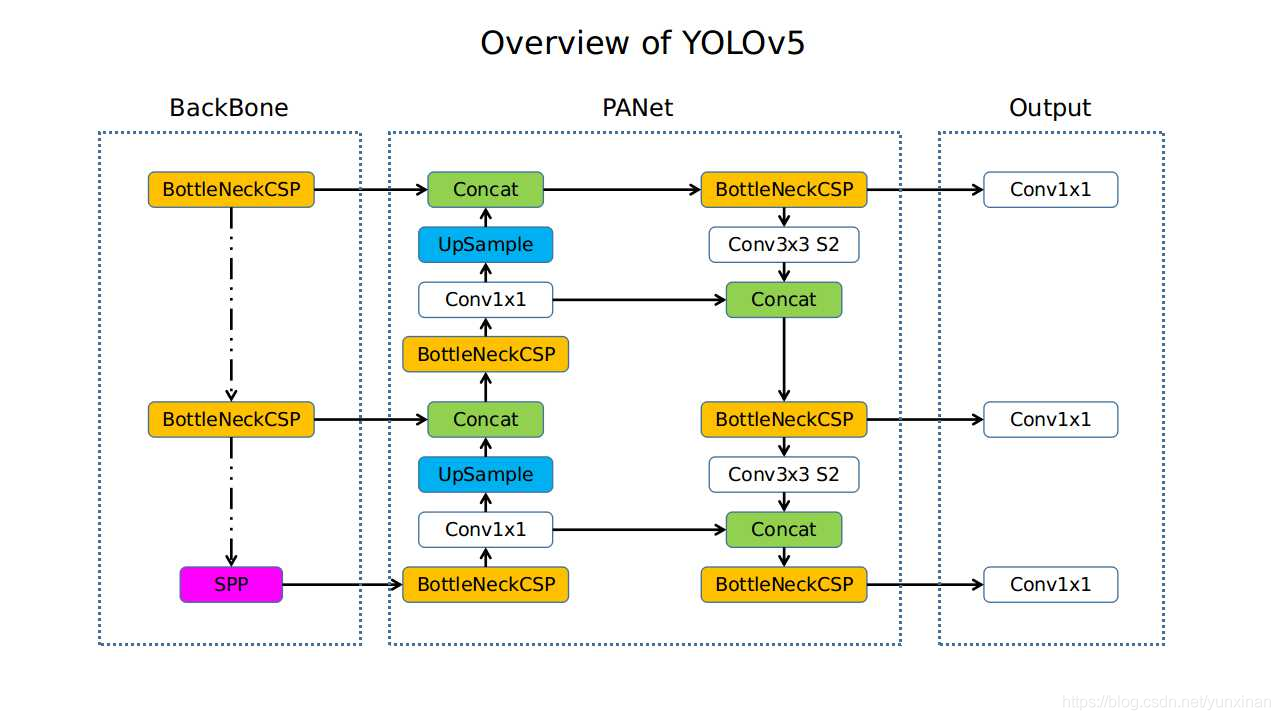 Overview of YOLOv5
BackBone
PANet
Output
BottleNeckCSP
Concat
BottleNeckCSP
Conv1x1
UpSample
Conv3x3 S2
Conv1x1
Concat
BottleNeckCSP
BottleNeckCSP
Concat
BottleNeckCSP
Conv1x1
UpSample
Conv3x3 S2
Conv1x1
Concat
SPP
BottleNeckCSP
BottleNeckCSP
Conv1x1
https://blog.csdn.net/yunxinan